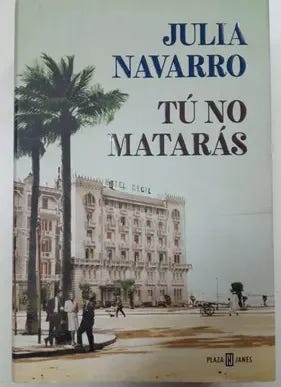 JULIA
NAVARRO
TÚ NO
MATARÁS
HOTEL CECIL
PLAZA JANES